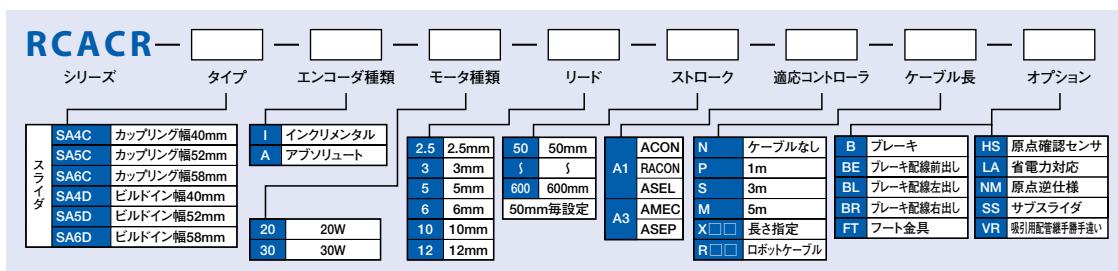 RCACR— — — — — — — —
シリーズ タイプ エンコーダ種類 モータ種類 リード ストローク 適応コントローラ ケーブル長 オプション
スライダ
SA4C カップリング幅40mm
SA5C カップリング幅52mm
SA6C カップリング幅58mm
SA4D ビルドイン幅40mm
SA5D ビルドイン幅52mm
SA6D ビルドイン幅58mm
I インクリメンタル
A アブソリュート
20 20W
30 30W
2.5 2.5mm
3 3mm
5 5mm
6 6mm
10 10mm
12 12mm
50 50mm
〜 〜
600 600mm
50mm毎設定
A1 ACON
RACON
ASEL
A3 AMEC
ASEP
N ケーブルなし
P 1m
S 3m
M 5m
X□□ 長さ指定
R□□ ロボットケーブル
B ブレーキ
BE ブレーキ配線前出し
BL ブレーキ配線左出し
BR ブレーキ配線右出し
FT フート金具
HS 原点確認センサ
LA 省電力対応
NM 原点逆仕様
SS サブスライダ
VR 吸引用配管継手勝手違い